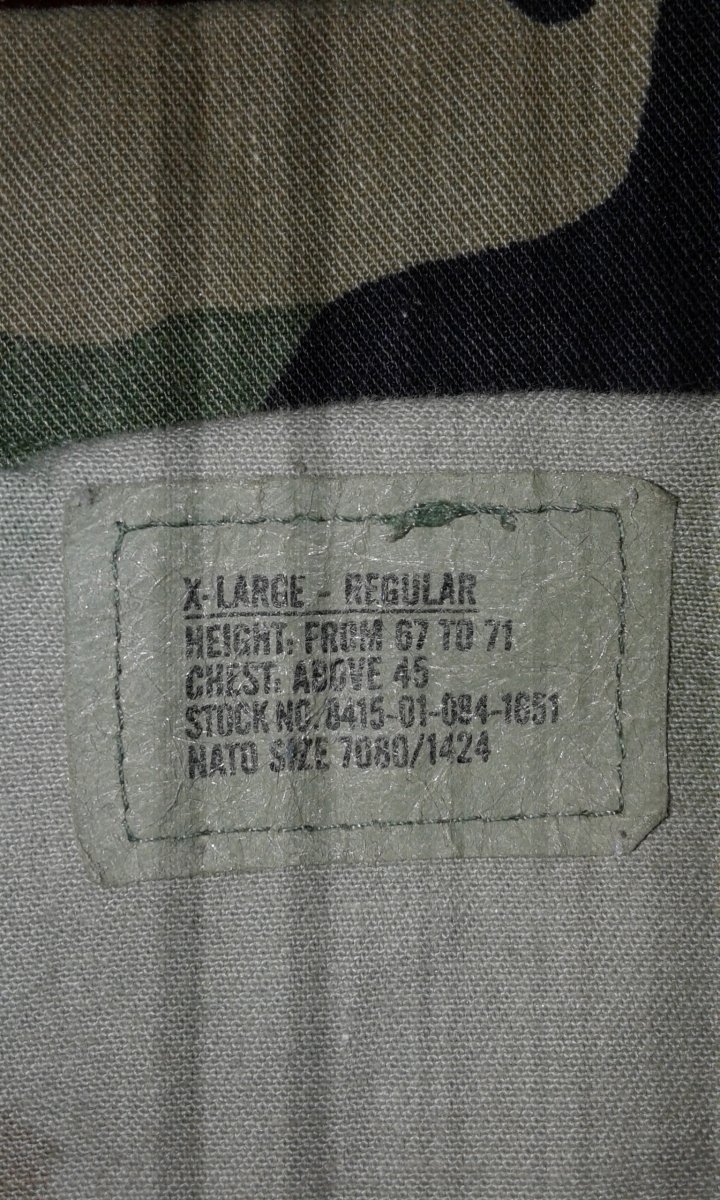 X-LARGE - REGULAR
HEIGHT: FROM 67 TO 71
CHEST: ABOVE 45
STOCK NO. 8415-01-084-1651
NATO SIZE 7080/1424